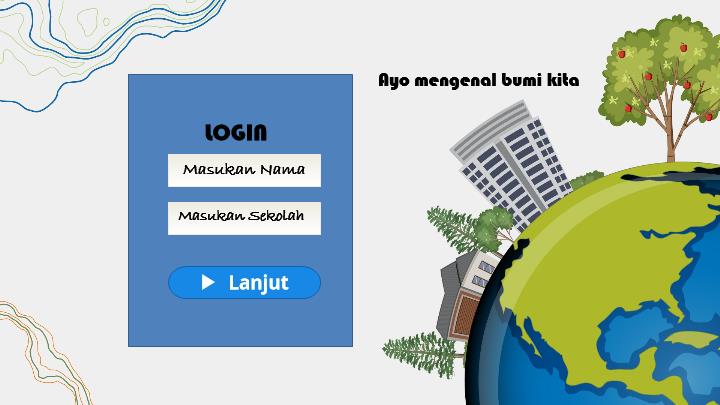 Ayo mengenal bumi kita
LOGIN
Masukan Nama
Masukan Sekolah
Lanjut